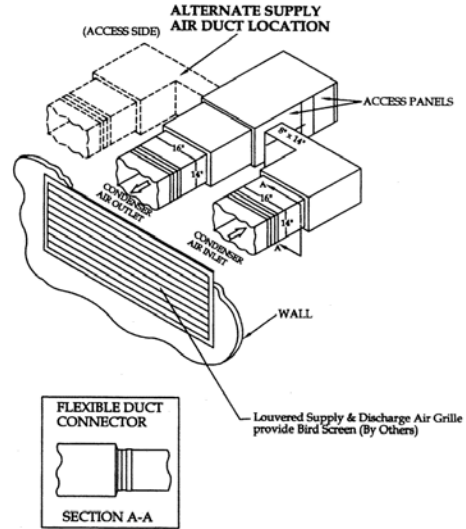 ALTERNATE SUPPLY
AIR DUCT LOCATION
(ACCESS SIDE)
ACCESS PANELS
8" x 14"
16"
14"
A
16"
14"
A
CONDENSER
AIR OUTLET
CONDENSER
AIR INLET
WALL
Louvered Supply & Discharge Air Grille
provide Bird Screen (By Others)
FLEXIBLE DUCT
CONNECTOR
SECTION A-A